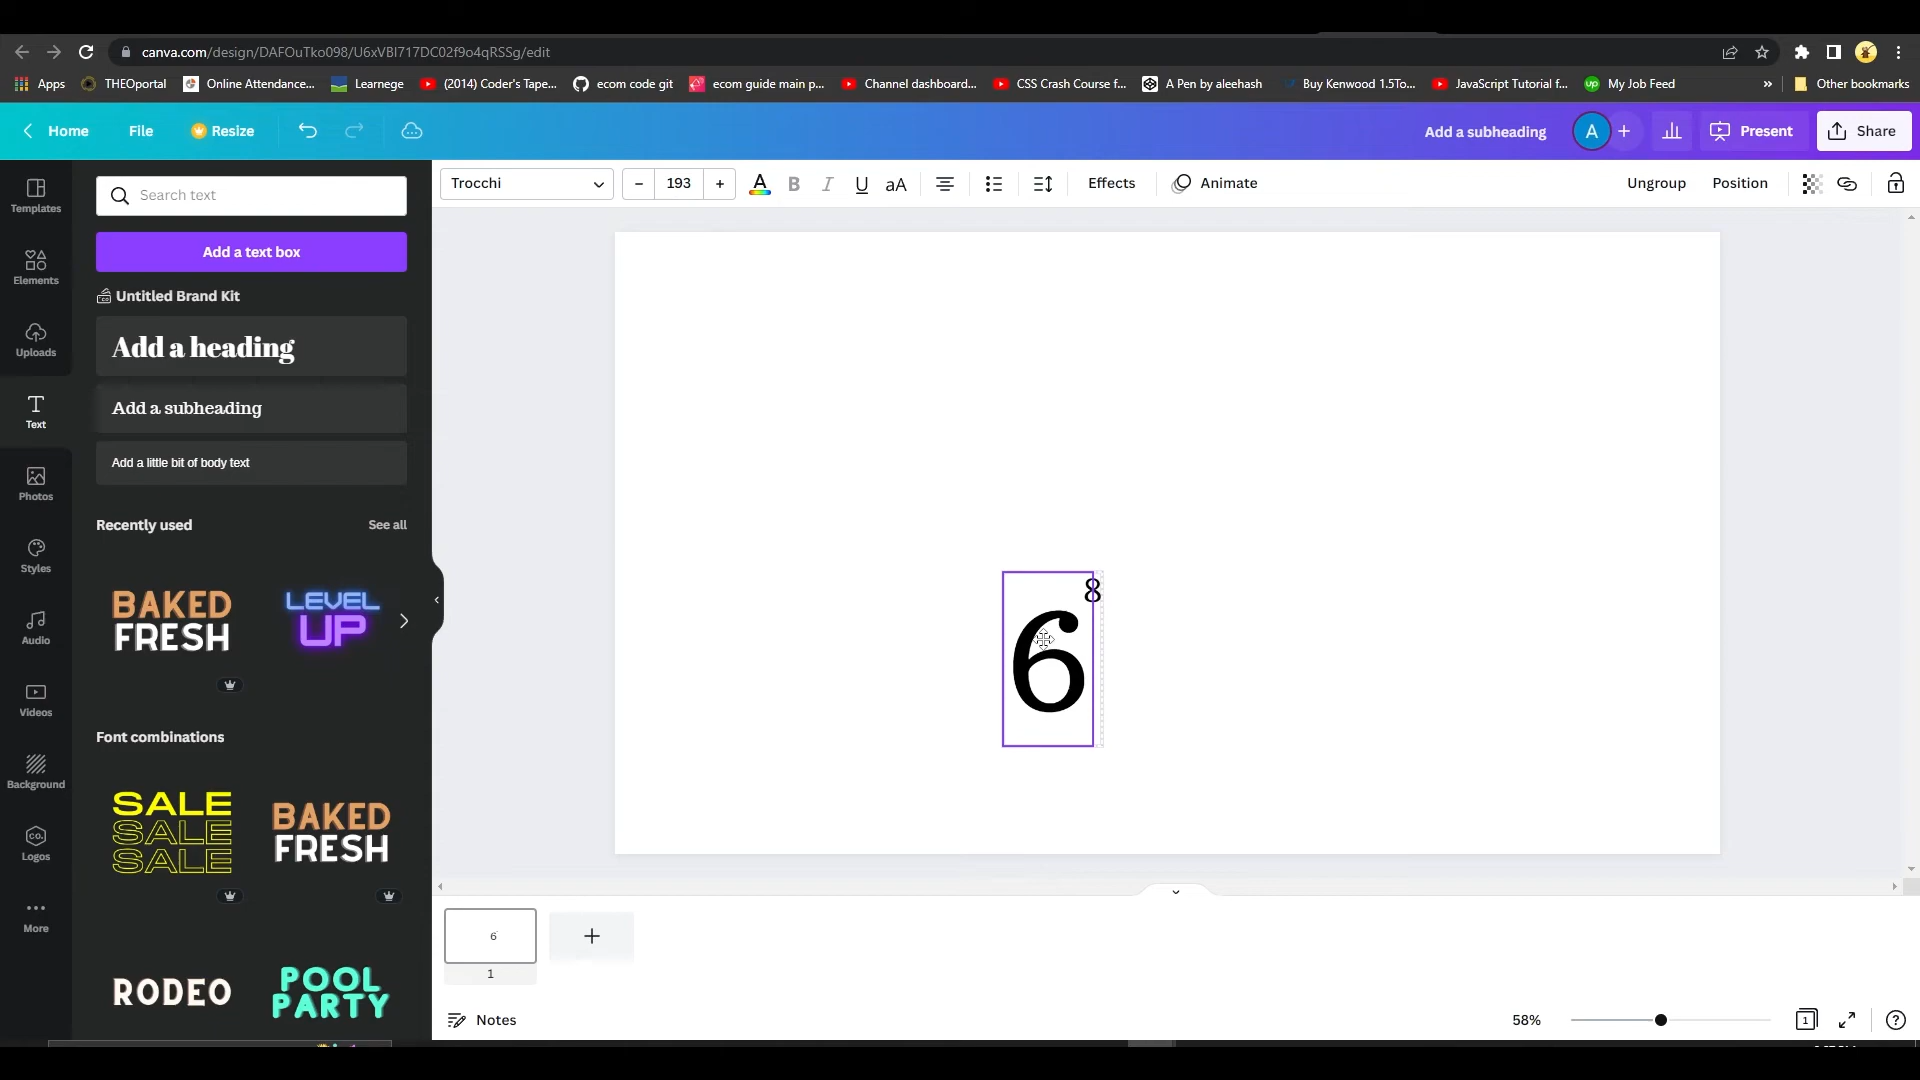 canva.com/design/DAFOuTko098/U6xVBI717DC02f9o4qRSSg/edit
Apps THEOportal Online Attendance... Learnege (2014) Coder's Tape... ecom code git ecom guide main p... Channel dashboard... CSS Crash Course f... A Pen by aleehash Buy Kenwood 1.5To... JavaScript Tutorial f... up My Job Feed » Other bookmarks
Home File Resize Add a subheading A + Present Share
Templates
Elements
Uploads
Text
Photos
Styles
Audio
Videos
Background
CO.
Logos
More
Search text
Add a text box
Untitled Brand Kit
Add a heading
Add a subheading
Add a little bit of body text
Recently used See all
BAKED
FRESH
LEVEL
UP
Font combinations
SALE
SALE
SALE
BAKED
FRESH
RODEO
POOL
PARTY
Trocchi – 193 + A B I U aA Effects Animate Ungroup Position
8
6
6
1
+
Notes
58% 1 ?